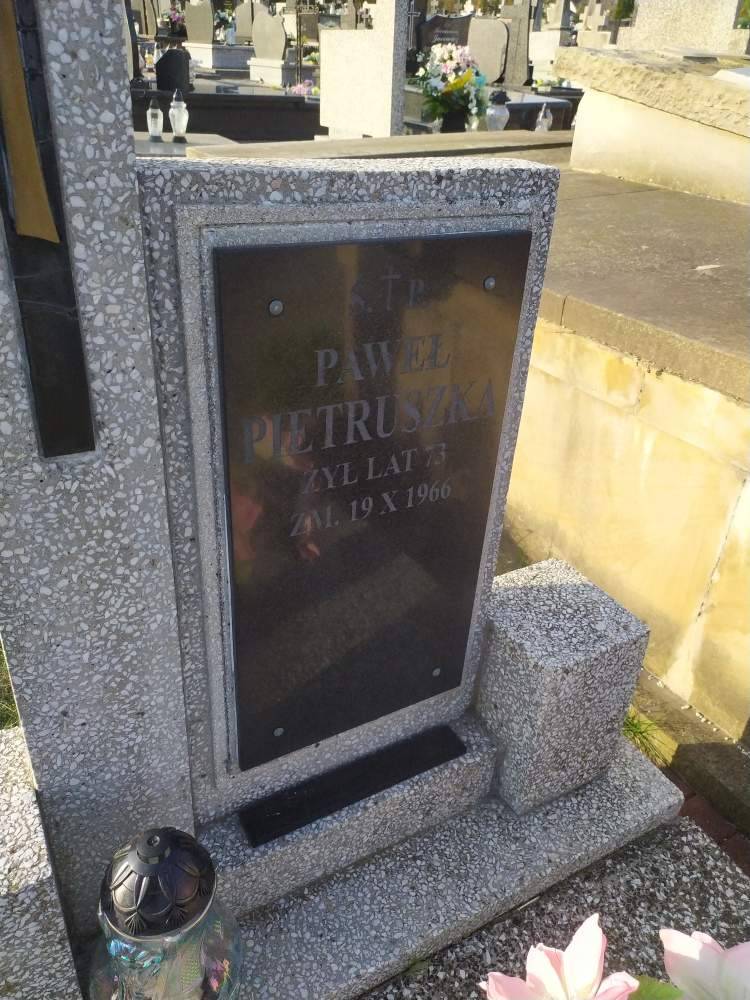 Ś. † P.
PAWEŁ
PIETRUSZKA
ŻYŁ LAT 73
ZM. 19 X 1966